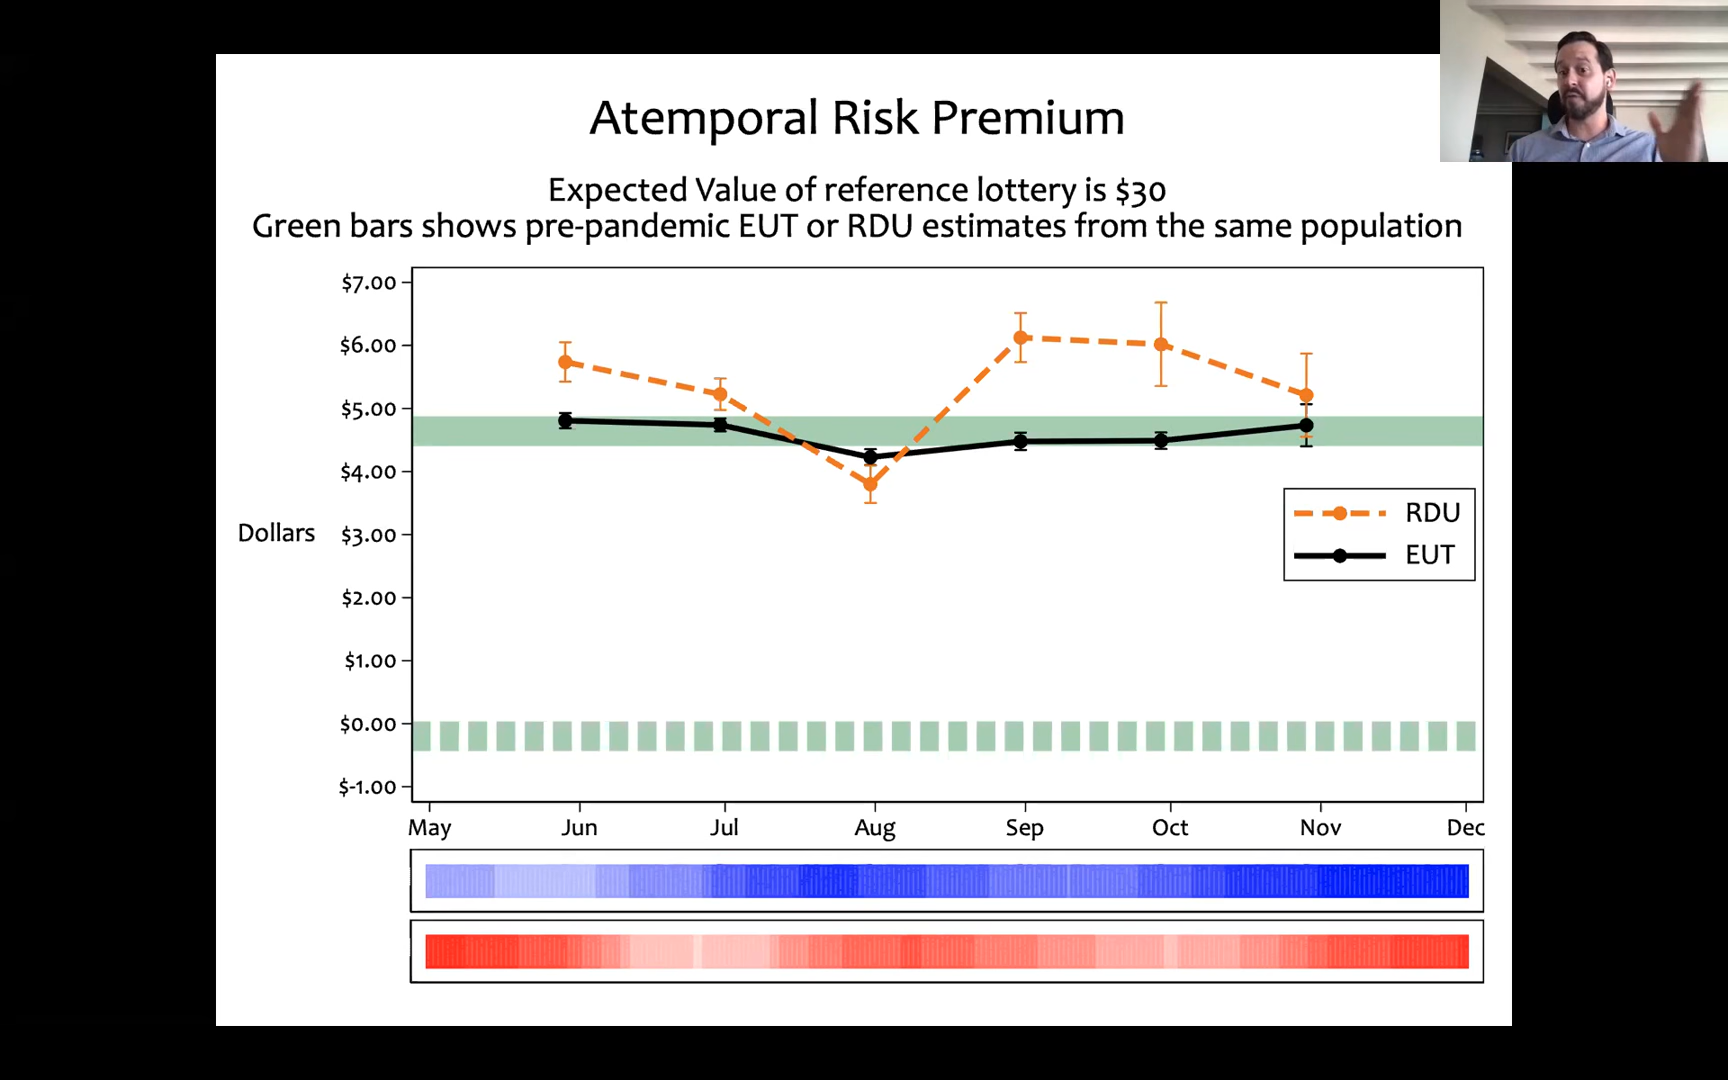 Atemporal Risk Premium
Expected Value of reference lottery is $30
Green bars shows pre-pandemic EUT or RDU estimates from the same population
$7.00
$6.00
$5.00
$4.00
Dollars
$3.00
$2.00
$1.00
$0.00
$-1.00
RDU
EUT
May Jun Jul Aug Sep Oct Nov Dec